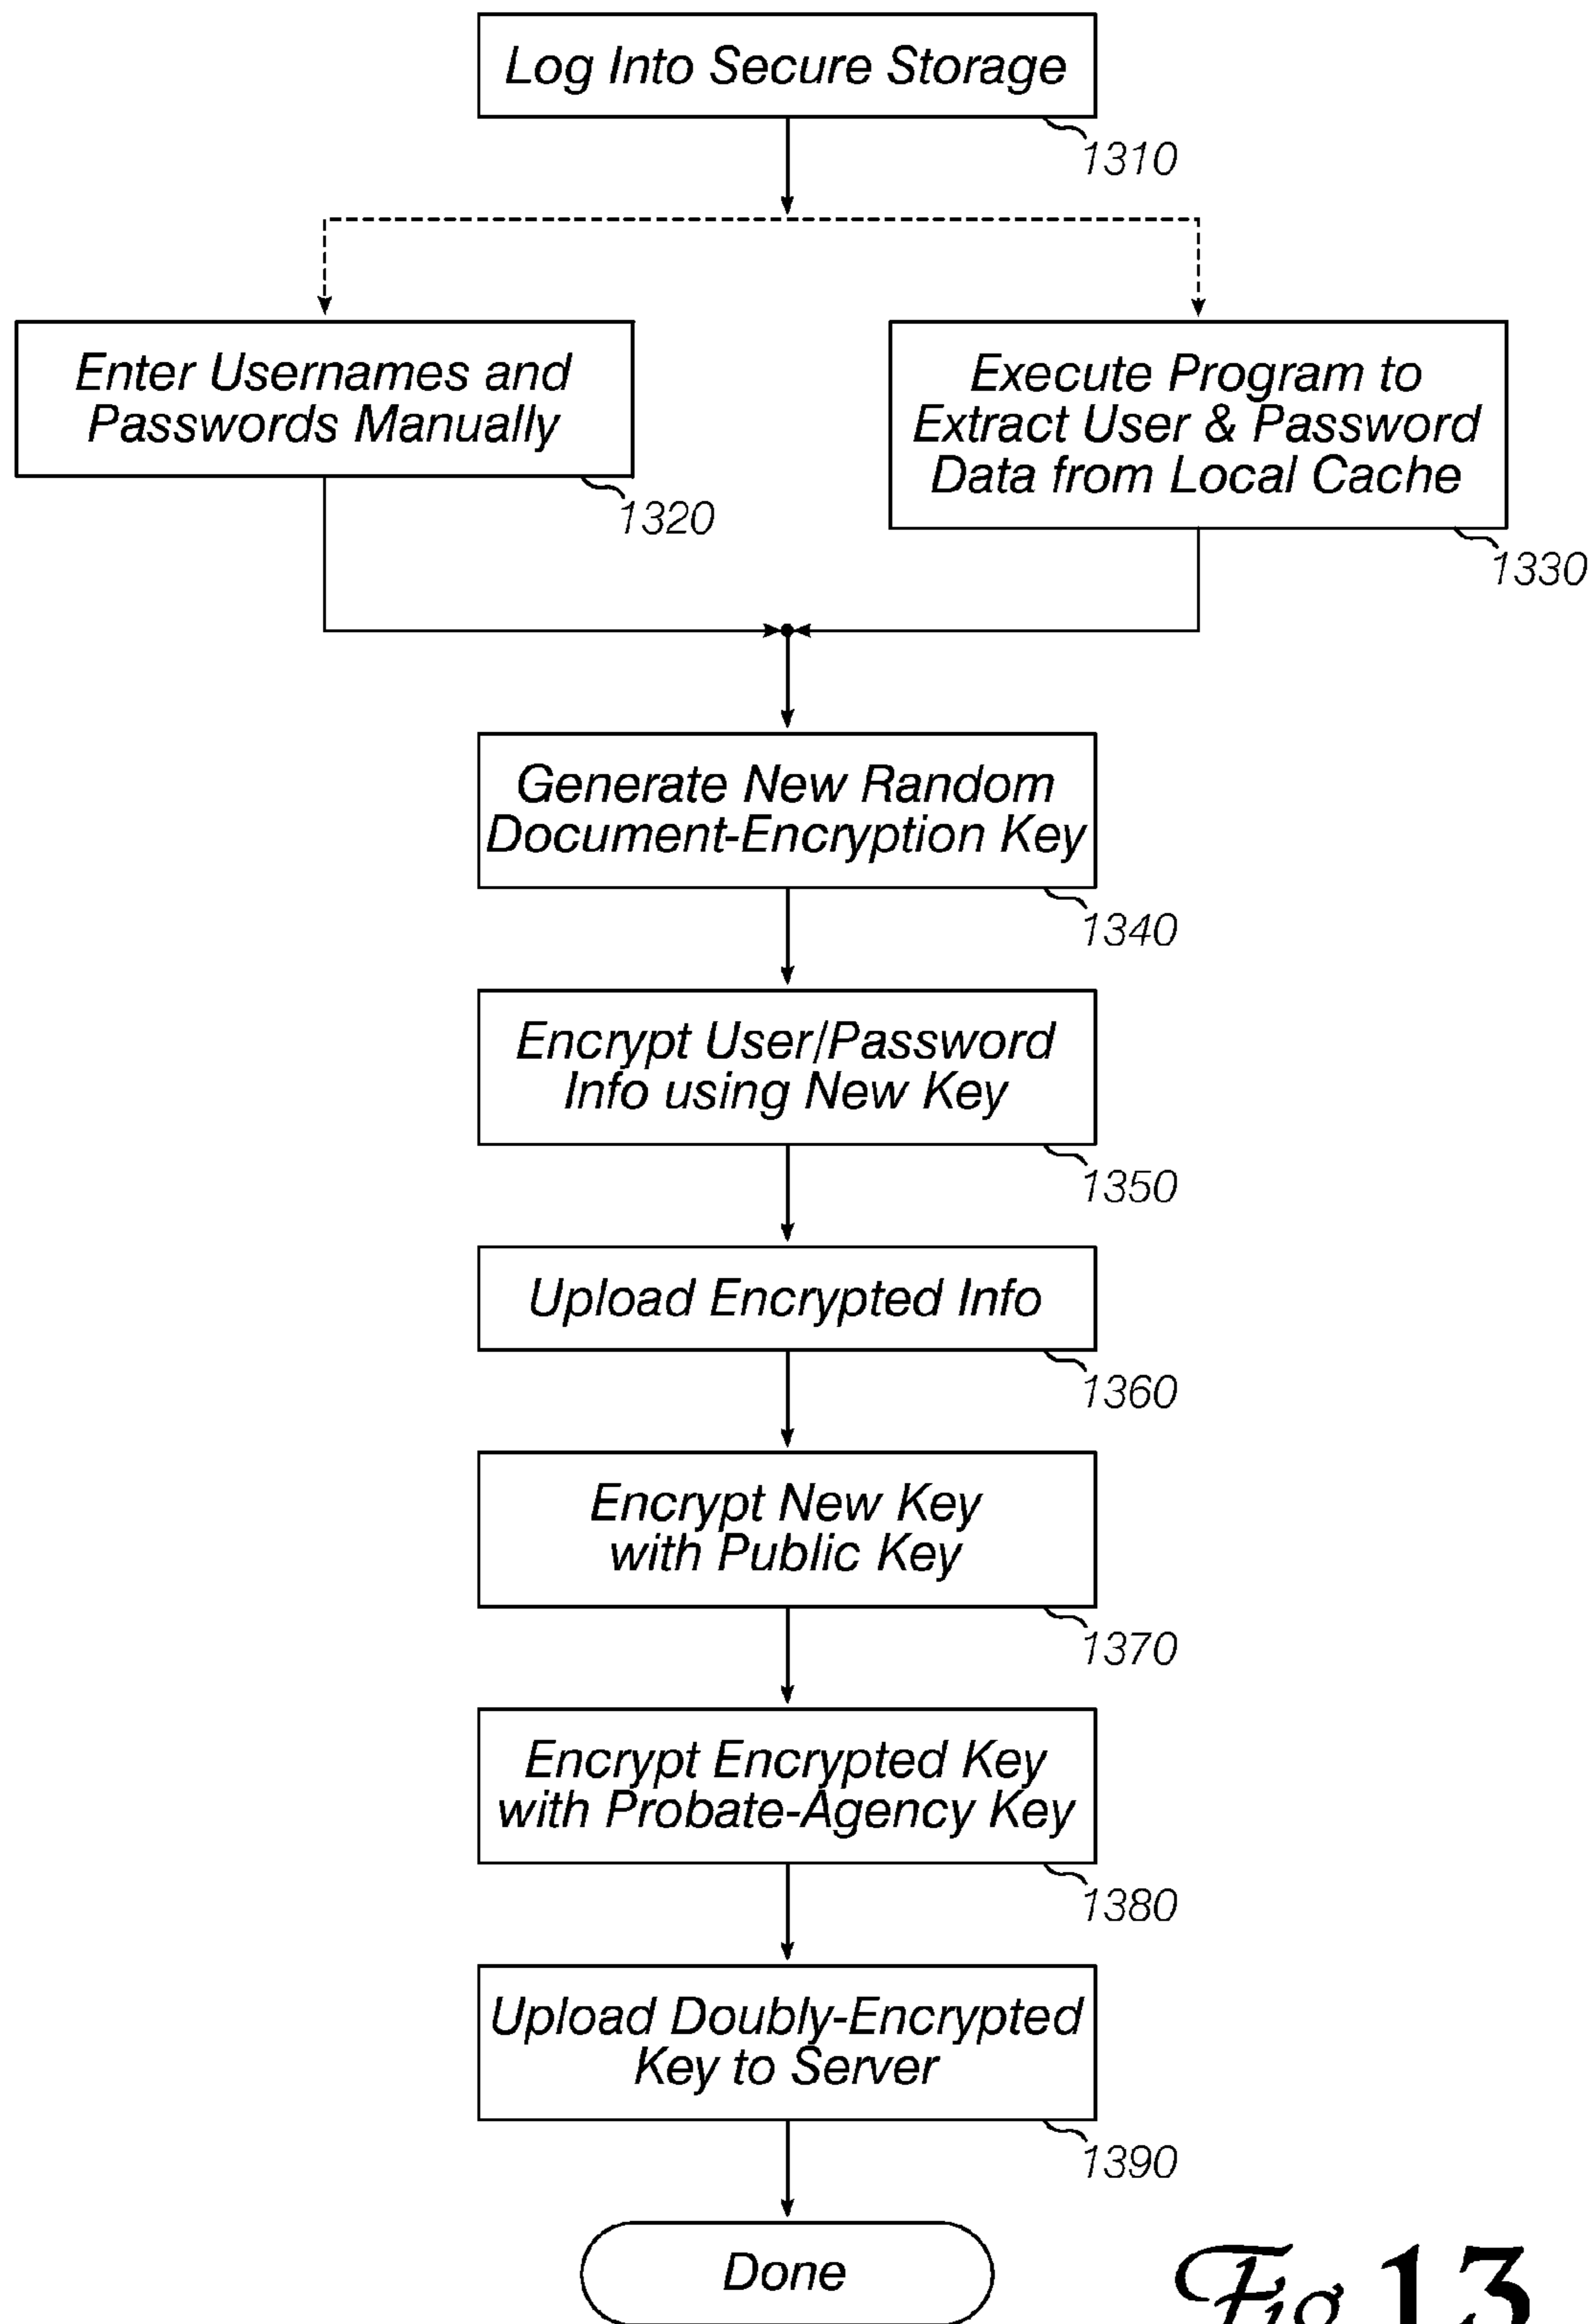 Log Into Secure Storage
1310
Enter Usernames and
Passwords Manually
1320
Execute Program to
Extract User & Password
Data from Local Cache
1330
Generate New Random
Document-Encryption Key
1340
Encrypt User/Password
Info using New Key
1350
Upload Encrypted Info
1360
Encrypt New Key
with Public Key
1370
Encrypt Encrypted Key
with Probate-Agency Key
1380
Upload Doubly-Encrypted
Key to Server
1390
Done
Fig 13